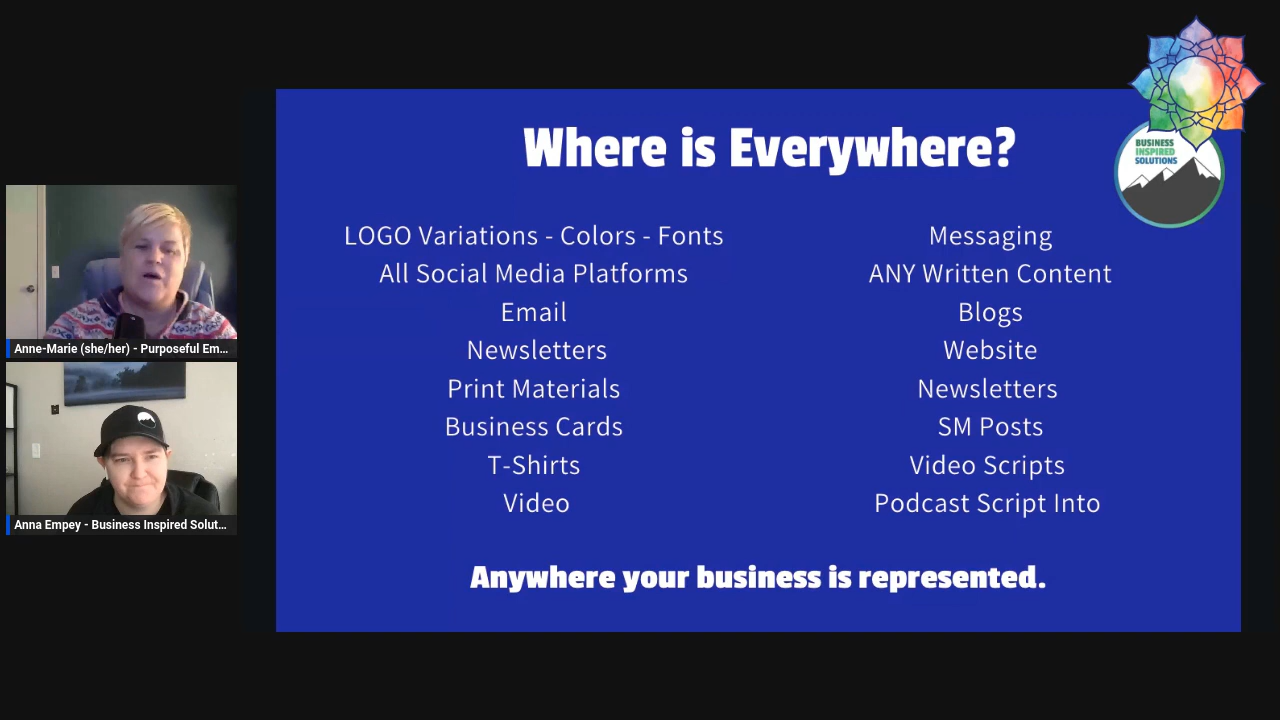 Where is Everywhere?
BUSINESS
INSPIRED
SOLUTIONS
LOGO Variations - Colors - Fonts
All Social Media Platforms
Email
Newsletters
Print Materials
Business Cards
T-Shirts
Video
Messaging
ANY Written Content
Blogs
Website
Newsletters
SM Posts
Video Scripts
Podcast Script Into
Anywhere your business is represented.
Anne-Marie (she/her) - Purposeful Em...
Anna Empey - Business Inspired Solut...